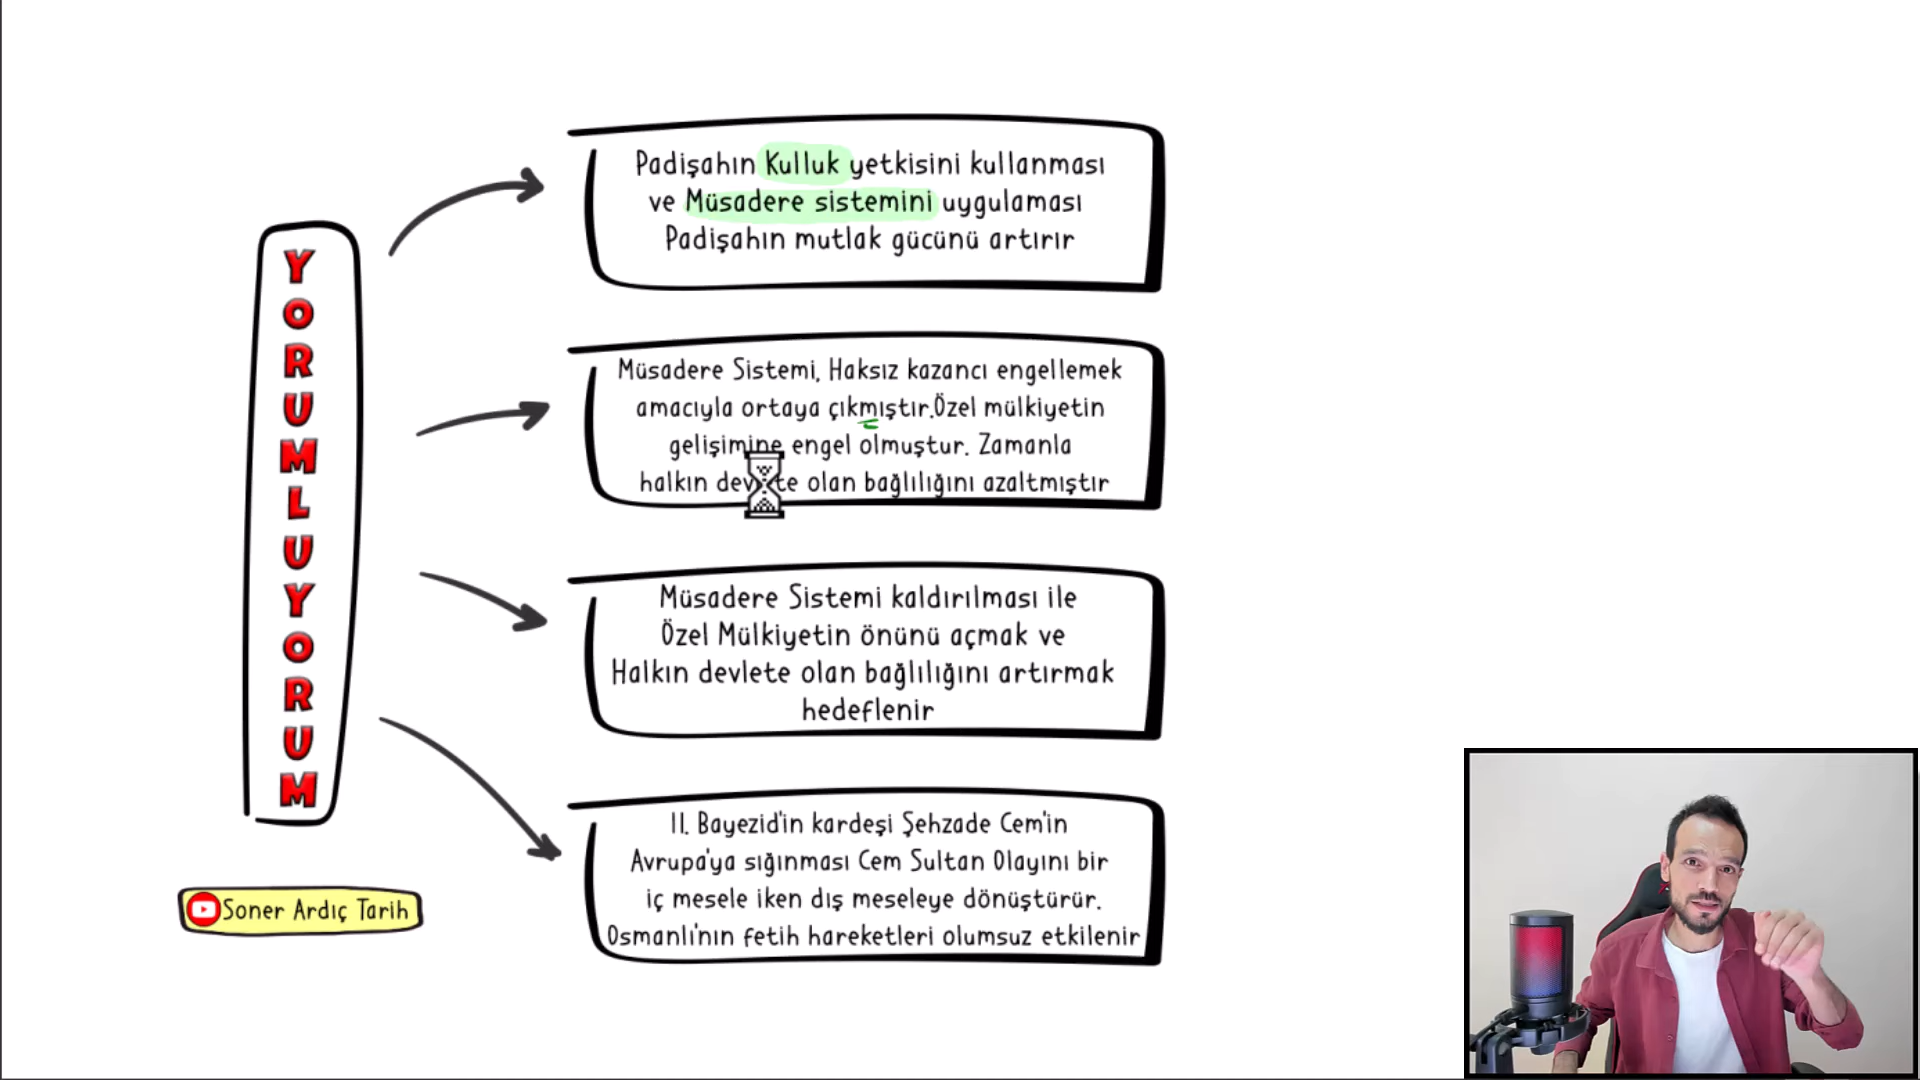 YORUMLUYORUM
Padişahın Kulluk yetkisini kullanması
ve Müsadere sistemini uygulaması
Padişahın mutlak gücünü artırır
Müsadere Sistemi, Haksız kazancı engellemek
amacıyla ortaya çıkmıştır.Özel mülkiyetin
gelişimine engel olmuştur. Zamanla
halkın devlete olan bağlılığını azaltmıştır
Müsadere Sistemi kaldırılması ile
Özel Mülkiyetin önünü açmak ve
Halkın devlete olan bağlılığını artırmak
hedeflenir
II. Bayezid'in kardeşi Şehzade Cem'in
Avrupa'ya sığınması Cem Sultan Olayını bir
iç mesele iken dış meseleye dönüştürür.
Osmanlı'nın fetih hareketleri olumsuz etkilenir
Soner Ardıç Tarih